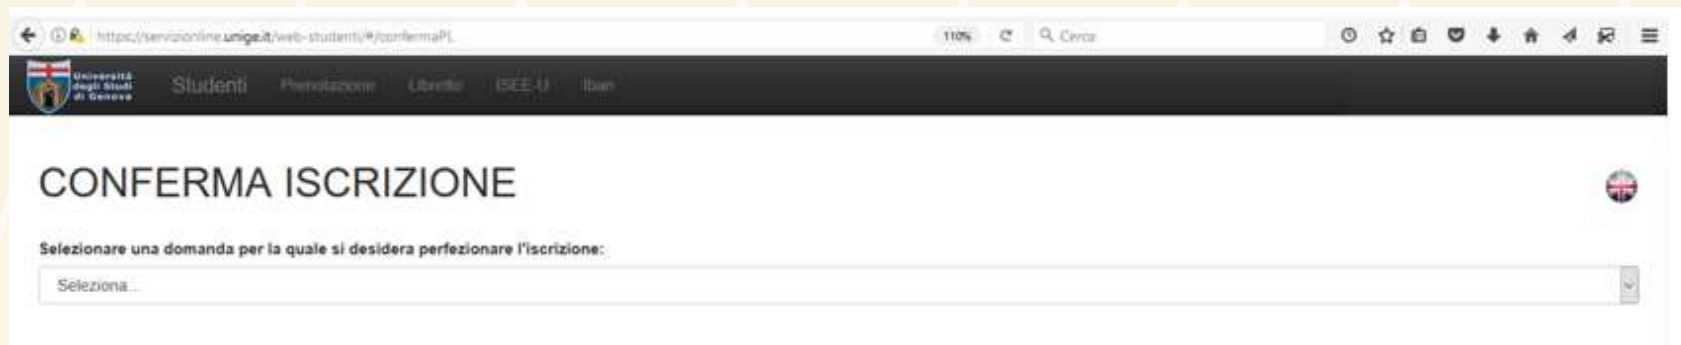 https://servizionline.unige.it/web-studenti/#/confermaPL
110%
Cerca
Università
degli Studi
di Genova
Studenti Prenotazione Libretto ISEE-U Iban
CONFERMA ISCRIZIONE
Selezionare una domanda per la quale si desidera perfezionare l'iscrizione:
Seleziona...